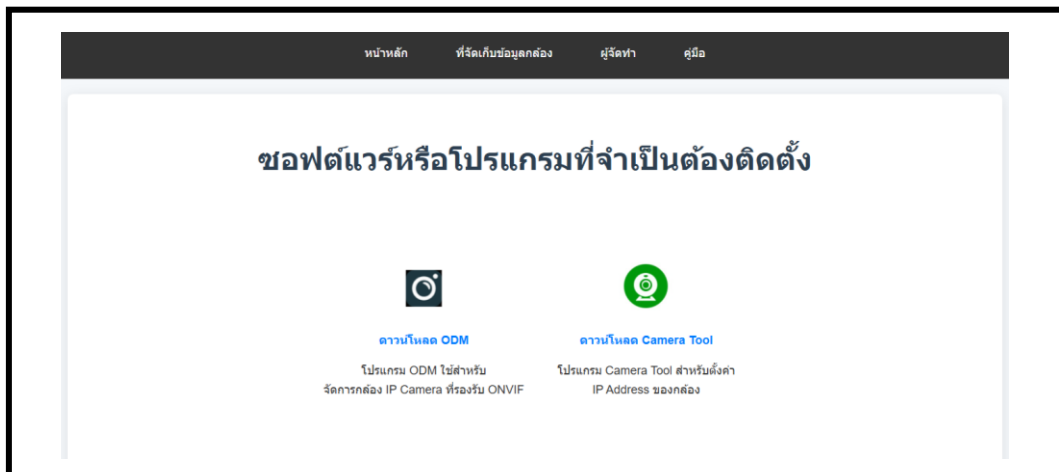 หน้าหลัก ที่จัดเก็บข้อมูลกล้อง ผู้จัดทำ คู่มือ
ซอฟต์แวร์หรือโปรแกรมที่จำเป็นต้องติดตั้ง
ดาวน์โหลด ODM ดาวน์โหลด Camera Tool
โปรแกรม ODM ใช้สำหรับ โปรแกรม Camera Tool สำหรับตั้งค่า
จัดการกล้อง IP Camera ที่รองรับ ONVIF IP Address ของกล้อง